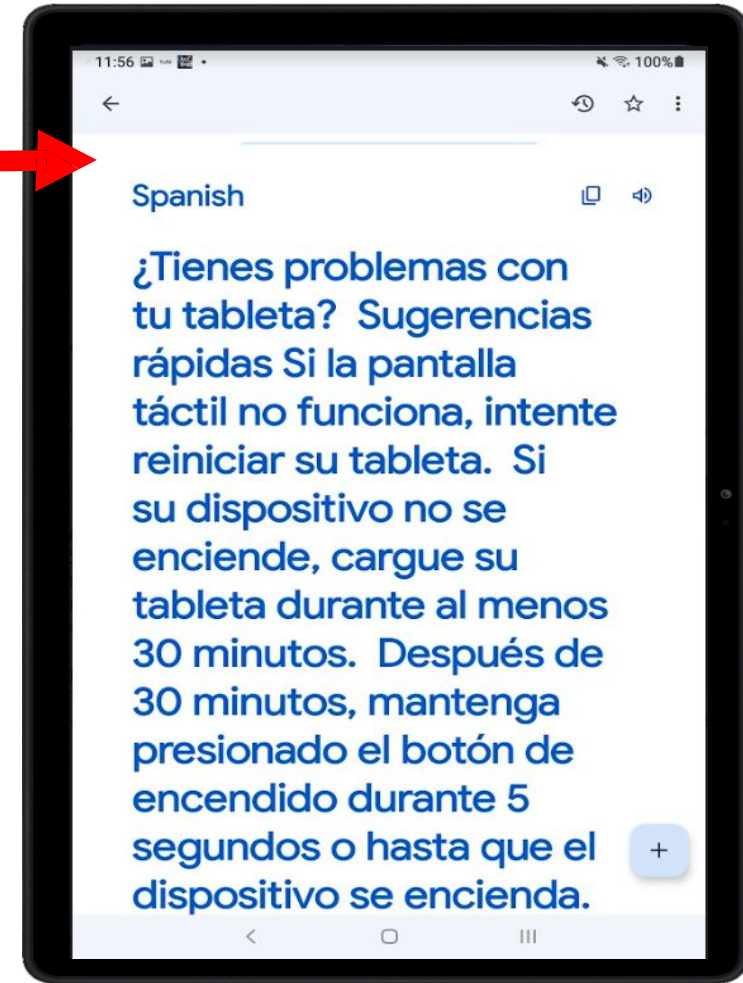 11:56 100%
Spanish
¿Tienes problemas con
tu tableta? Sugerencias
rápidas Si la pantalla
táctil no funciona, intente
reiniciar su tableta. Si
su dispositivo no se
enciende, cargue su
tableta durante al menos
30 minutos. Después de
30 minutos, mantenga
presionado el botón de
encendido durante 5
segundos o hasta que el
dispositivo se encienda.